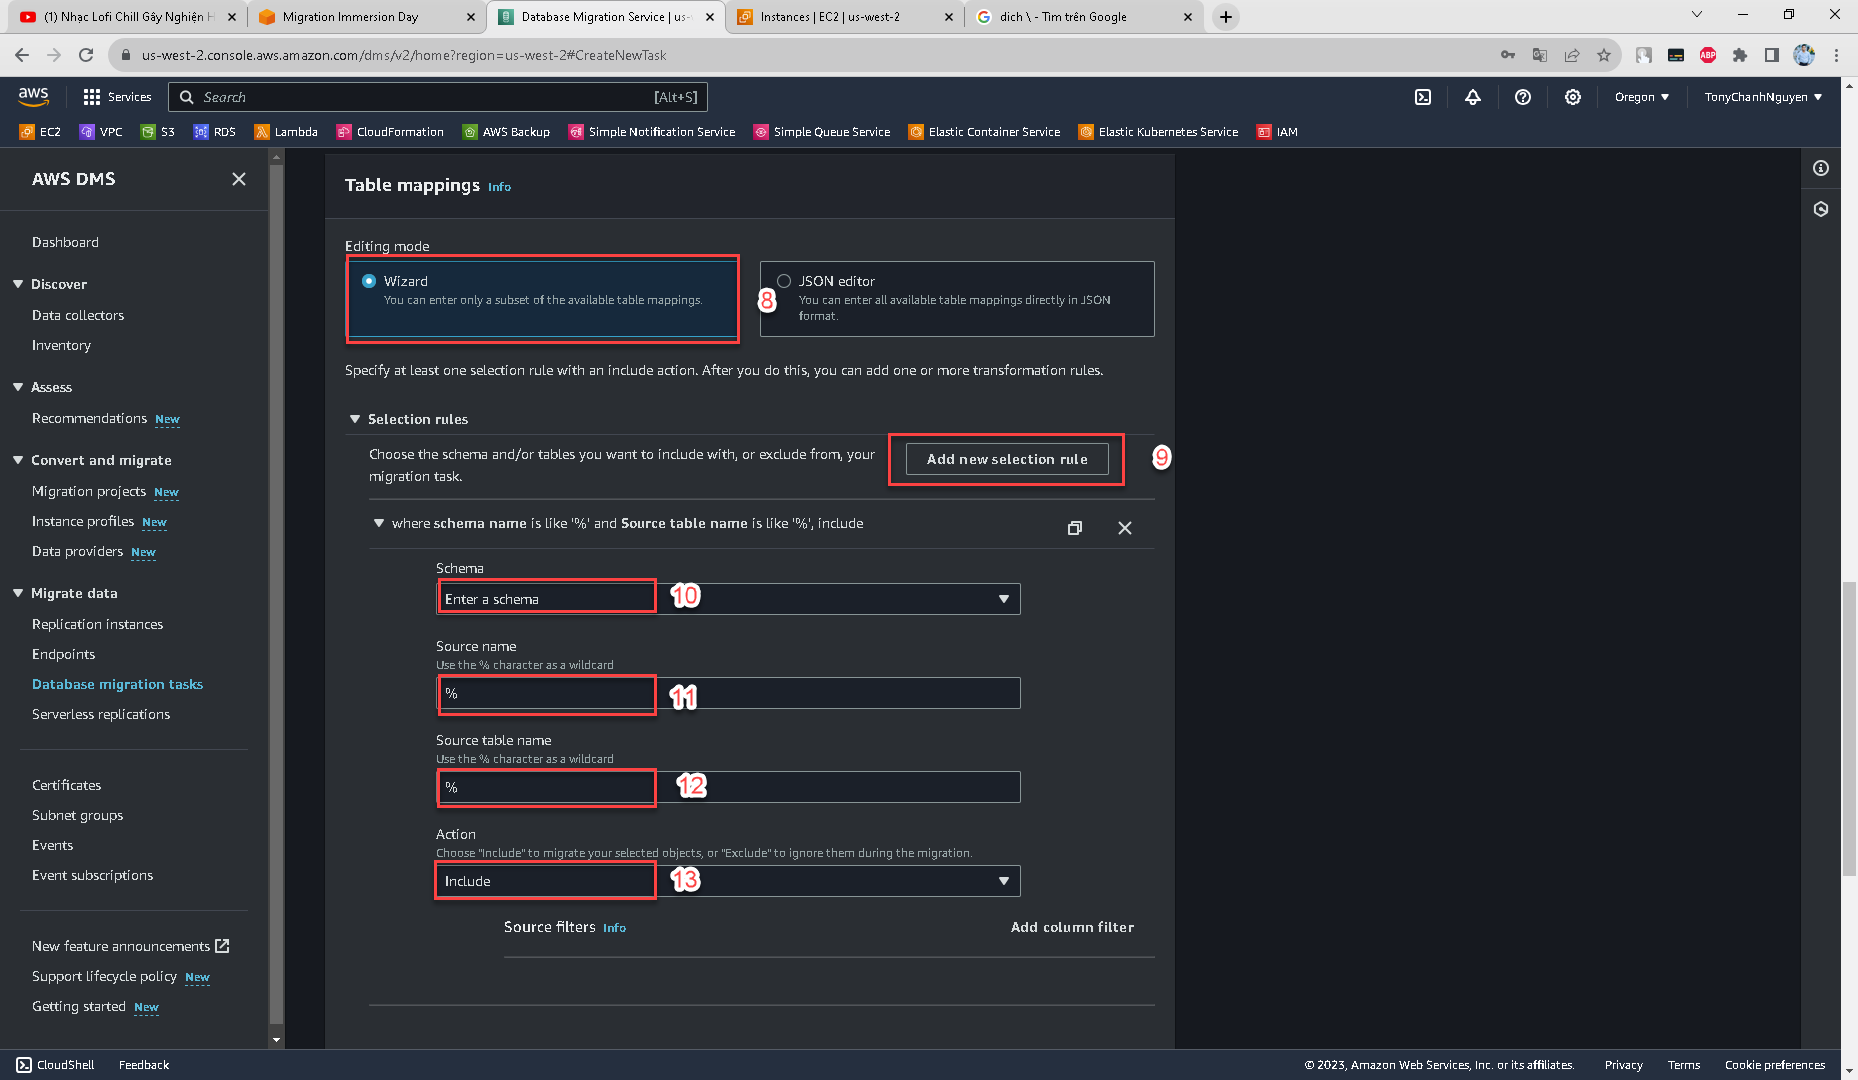 (1) Nhạc Lofi Chill Gây Nghiện H
Migration Immersion Day
Database Migration Service | us-
Instances | EC2 | us-west-2
dich \ - Tìm trên Google
us-west-2.console.aws.amazon.com/dms/v2/home?region=us-west-2#CreateNewTask
ABP
aws
Services
Search
[Alt+S]
Oregon
TonyChanhNguyen
EC2
VPC
S3
RDS
Lambda
CloudFormation
AWS Backup
Simple Notification Service
Simple Queue Service
Elastic Container Service
Elastic Kubernetes Service
IAM
AWS DMS
Dashboard
Discover
Data collectors
Inventory
Assess
Recommendations New
Convert and migrate
Migration projects New
Instance profiles New
Data providers New
Migrate data
Replication instances
Endpoints
Database migration tasks
Serverless replications
Certificates
Subnet groups
Events
Event subscriptions
New feature announcements
Support lifecycle policy New
Getting started New
Table mappings Info
Editing mode
Wizard
You can enter only a subset of the available table mappings.
8
JSON editor
You can enter all available table mappings directly in JSON
format.
Specify at least one selection rule with an include action. After you do this, you can add one or more transformation rules.
Selection rules
Choose the schema and/or tables you want to include with, or exclude from, your
migration task.
Add new selection rule
9
where schema name is like '%' and Source table name is like '%', include
Schema
Enter a schema
10
Source name
Use the % character as a wildcard
%
11
Source table name
Use the % character as a wildcard
%
12
Action
Choose "Include" to migrate your selected objects, or "Exclude" to ignore them during the migration.
Include
13
Source filters Info
Add column filter
CloudShell
Feedback
© 2023, Amazon Web Services, Inc. or its affiliates.
Privacy
Terms
Cookie preferences